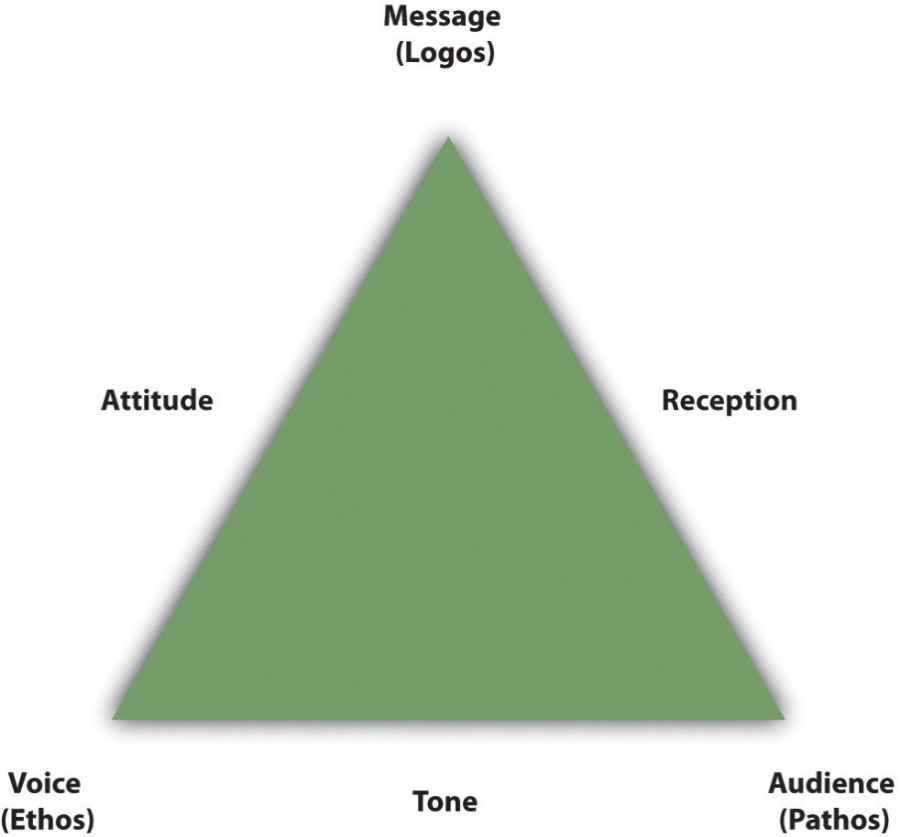 Message
(Logos)
Attitude
Reception
Voice
(Ethos)
Tone
Audience
(Pathos)